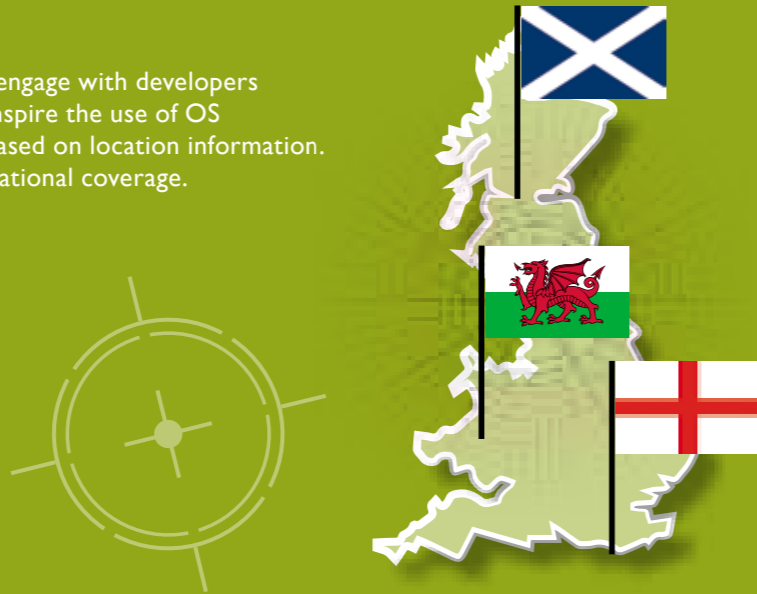 engage with developers
nspire the use of OS
ased on location information.
ational coverage.